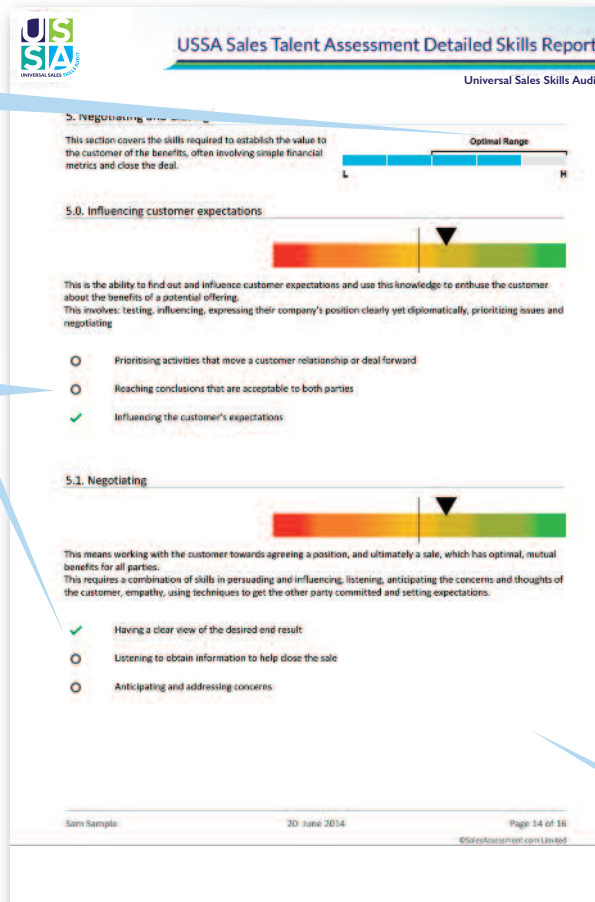 US
SA
UNIVERSAL SALES SKILLS AUDIT
USSA Sales Talent Assessment Detailed Skills Report
Universal Sales Skills Audi
5. Negotiating and
This section covers the skills required to establish the value to
the customer of the benefits, often involving simple financial
metrics and close the deal.
Optimal Range
L H
5.0. Influencing customer expectations
This is the ability to find out and influence customer expectations and use this knowledge to enthuse the customer
about the benefits of a potential offering.
This involves: testing, influencing, expressing their company's position clearly yet diplomatically, prioritizing issues and
negotiating
Prioritising activities that move a customer relationship or deal forward
Reaching conclusions that are acceptable to both parties
Influencing the customer's expectations
5.1. Negotiating
This means working with the customer towards agreeing a position, and ultimately a sale, which has optimal, mutual
benefits for all parties.
This requires a combination of skills in persuading and influencing, listening, anticipating the concerns and thoughts of
the customer, empathy, using techniques to get the other party committed and setting expectations.
Having a clear view of the desired end result
Listening to obtain information to help close the sale
Anticipating and addressing concerns
Sam Sample 20 June 2014 Page 14 of 16
©SalesAssessment.com Limited